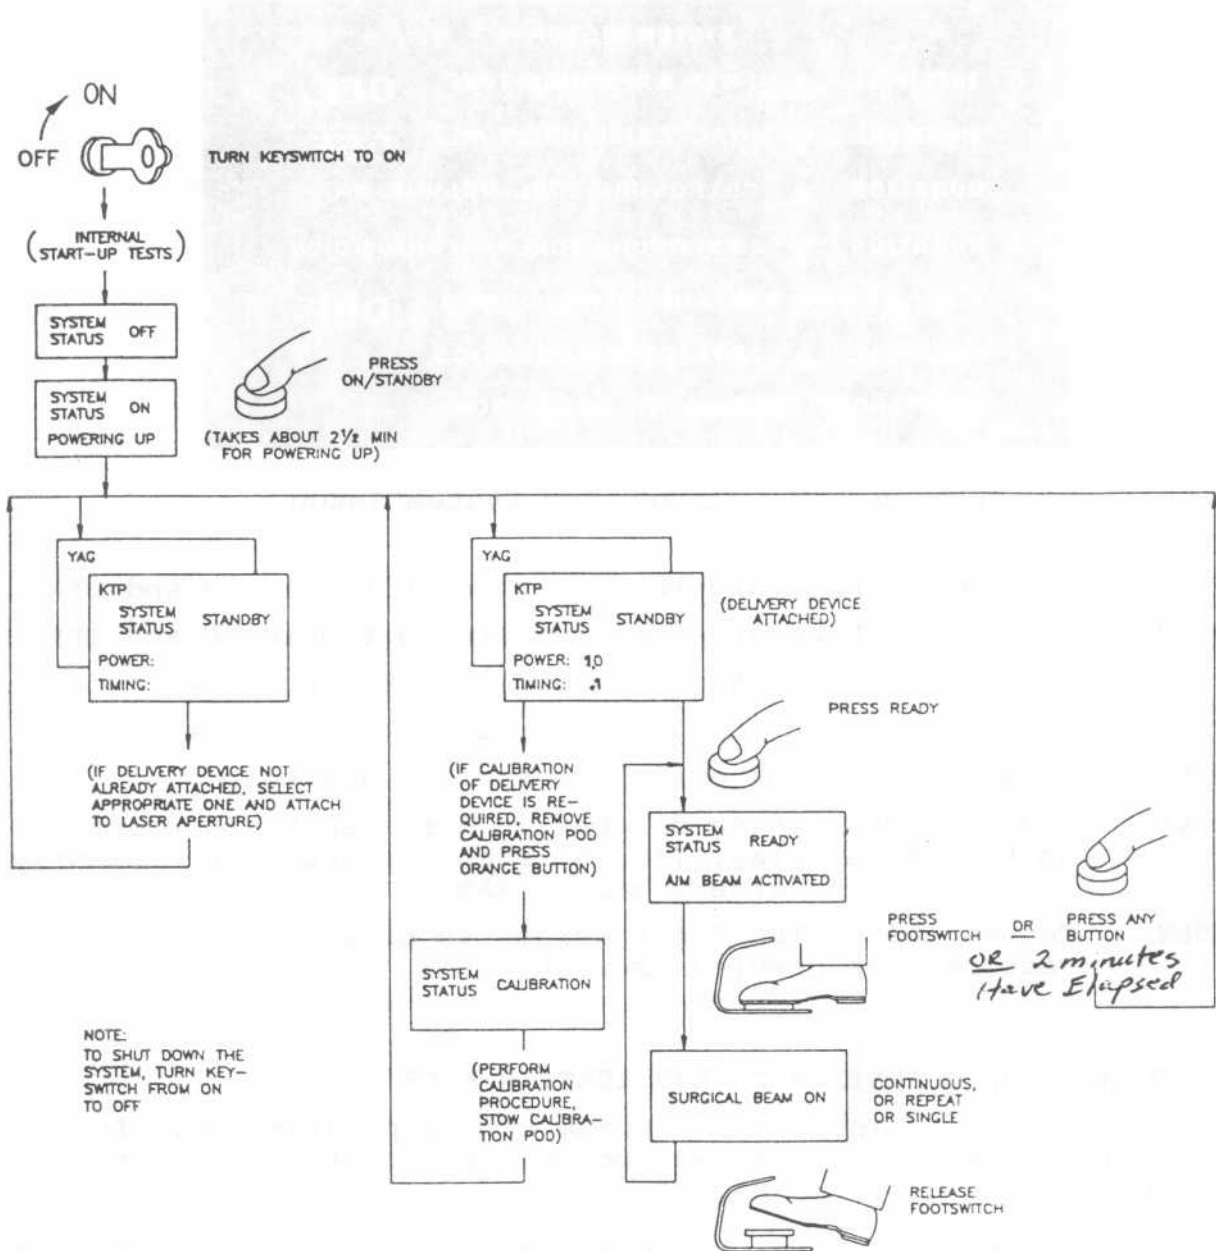 ON
OFF
TURN KEYSWITCH TO ON
(INTERNAL
START-UP TESTS)
SYSTEM
STATUS OFF
SYSTEM
STATUS ON
POWERING UP
PRESS
ON/STANDBY
(TAKES ABOUT 2½ MIN
FOR POWERING UP)
YAG
KTP
SYSTEM
STATUS STANDBY
POWER:
TIMING:
(IF DELIVERY DEVICE NOT
ALREADY ATTACHED, SELECT
APPROPRIATE ONE AND ATTACH
TO LASER APERTURE)
YAG
KTP
SYSTEM
STATUS STANDBY
POWER: 1.0
TIMING: .1
(DELIVERY DEVICE
ATTACHED)
PRESS READY
(IF CALIBRATION
OF DELIVERY
DEVICE IS RE-
QUIRED, REMOVE
CALIBRATION POD
AND PRESS
ORANGE BUTTON)
SYSTEM
STATUS READY
AIM BEAM ACTIVATED
PRESS
FOOTSWITCH OR PRESS ANY
BUTTON
OR 2 minutes
Have Elapsed
SYSTEM
STATUS CALIBRATION
NOTE:
TO SHUT DOWN THE
SYSTEM, TURN KEY-
SWITCH FROM ON
TO OFF
(PERFORM
CALIBRATION
PROCEDURE,
STOW CALIBRA-
TION POD)
SURGICAL BEAM ON
CONTINUOUS,
OR REPEAT
OR SINGLE
RELEASE
FOOTSWITCH